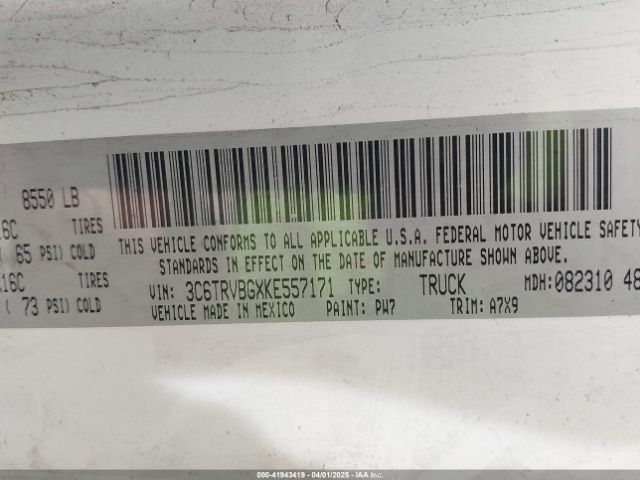 8550 LB
16C TIRES
65 PSI) COLD
16C TIRES
( 73 PSI) COLD
THIS VEHICLE CONFORMS TO ALL APPLICABLE U.S.A. FEDERAL MOTOR VEHICLE SAFETY
STANDARDS IN EFFECT ON THE DATE OF MANUFACTURE SHOWN ABOVE.
VIN: 3C6TRVBGXKE557171 TYPE: TRUCK MDH:082310 48
VEHICLE MADE IN MEXICO PAINT: PW7 TRIM: A7X9
000-41943419 | 04/01/2025 - IAA Inc.